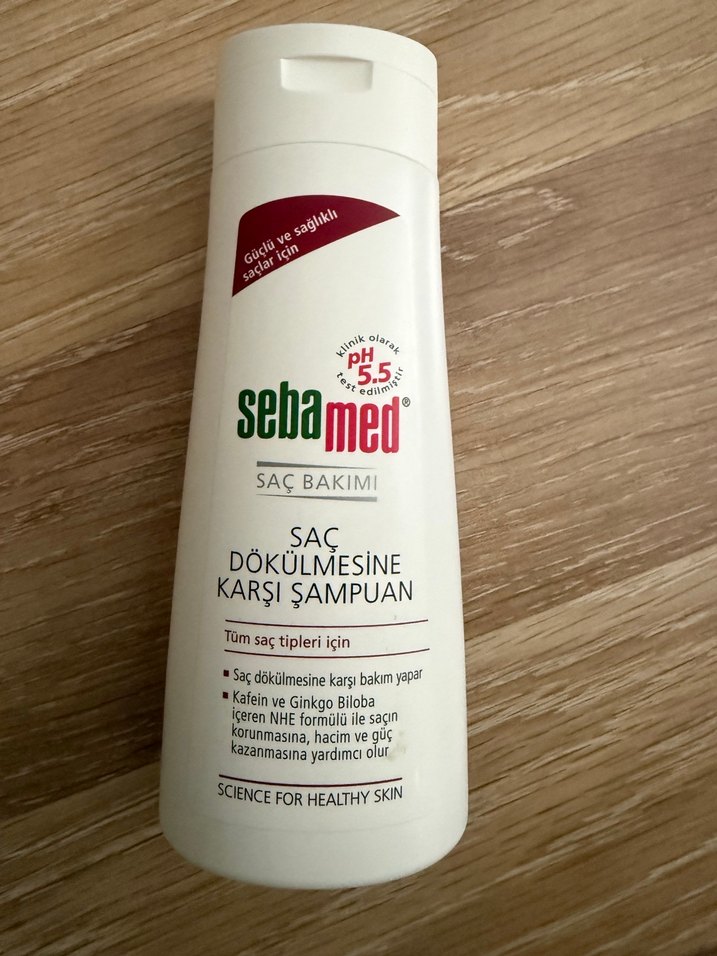 Güçlü ve sağlıklı
saçlar için
klinik olarak
pH
5.5
test edilmiştir
sebamed®
SAÇ BAKIMI
SAÇ
DÖKÜLMESİNE
KARŞI ŞAMPUAN
Tüm saç tipleri için
▪ Saç dökülmesine karşı bakım yapar
▪ Kafein ve Ginkgo Biloba
içeren NHE formülü ile saçın
korunmasına, hacim ve güç
kazanmasına yardımcı olur
SCIENCE FOR HEALTHY SKIN